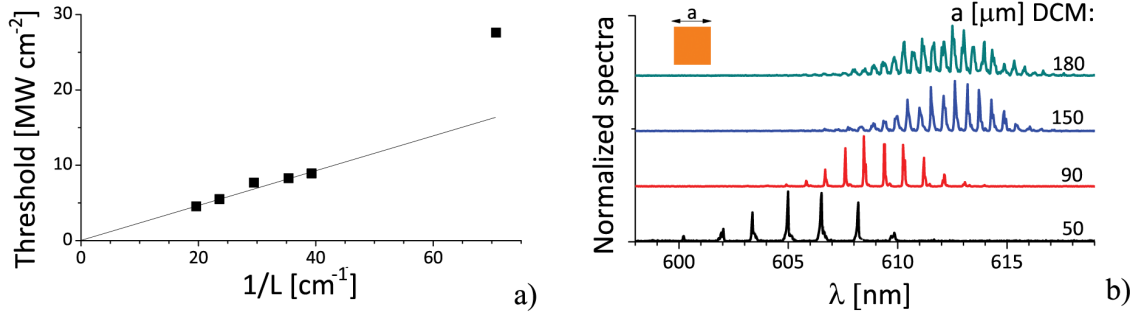 30
20
10
0
0
20
40
60
Threshold [MW cm⁻²]
1/L [cm⁻¹]
a)
a
a [μm] DCM:
180
150
90
50
Normalized spectra
600
605
610
615
λ [nm]
b)